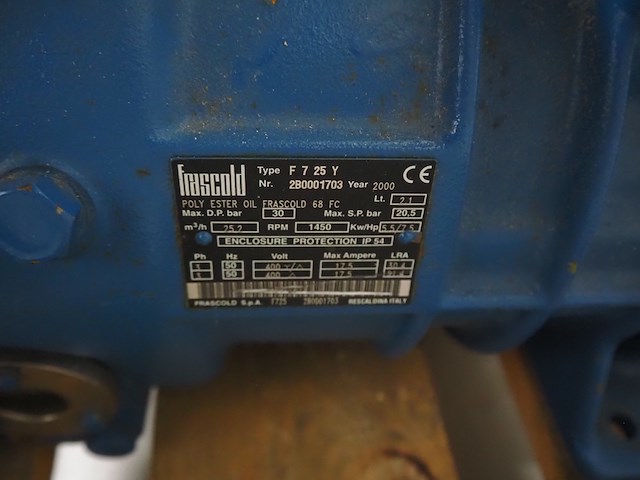 Frascold Type F 7 25 Y CE
Nr. 2B0001703 Year 2000
POLY ESTER OIL FRASCOLD 68 FC Lt. 2.1
Max. D.P. bar 30 Max. S.P. bar 20,5
m³/h 25.2 RPM 1450 Kw/Hp 5.5/7.5
ENCLOSURE PROTECTION IP 54
Ph Hz Volt Max Ampere LRA
3 50 400 17.5
50 400 17.5
FRASCOLD S.p.A. F725 2B0001703 RESCALDINA ITALY